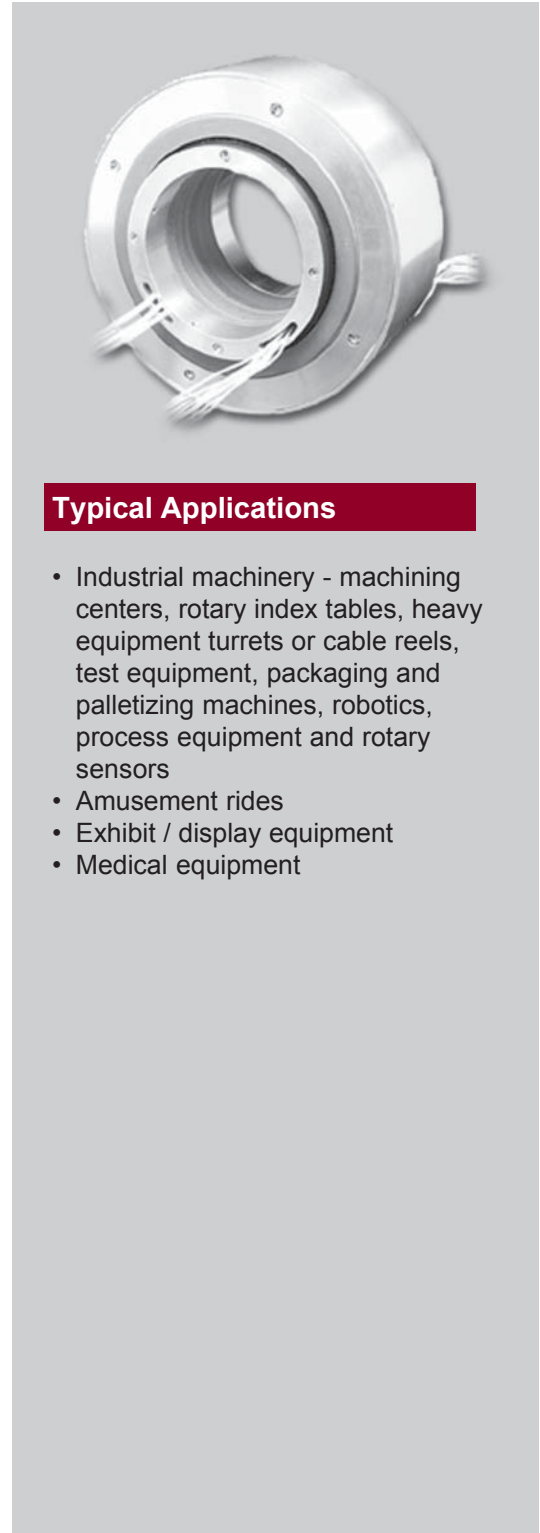 Typical Applications
• Industrial machinery - machining
centers, rotary index tables, heavy
equipment turrets or cable reels,
test equipment, packaging and
palletizing machines, robotics,
process equipment and rotary
sensors
• Amusement rides
• Exhibit / display equipment
• Medical equipment